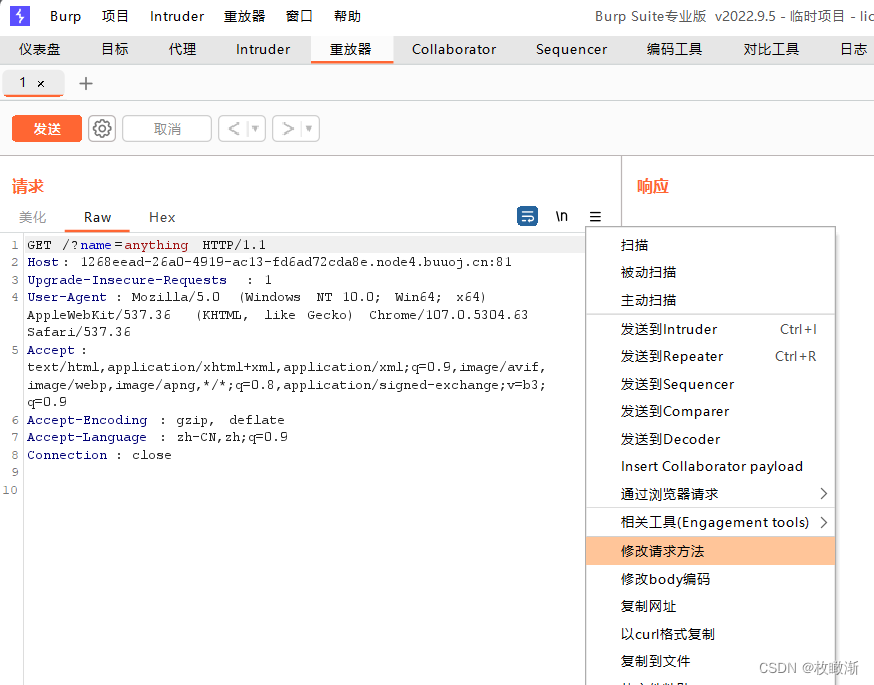 Burp 项目 Intruder 重放器 窗口 帮助 Burp Suite专业版 v2022.9.5 - 临时项目 - lic
仪表盘 目标 代理 Intruder 重放器 Collaborator Sequencer 编码工具 对比工具 日志
1 × +
发送 取消 < ▾ > ▾
请求 响应
美化 Raw Hex \n ≡
1 GET /?name=anything HTTP/1.1
2 Host: 1268eead-26a0-4919-ac13-fd6ad72cda8e.node4.buuoj.cn:81
3 Upgrade-Insecure-Requests : 1
4 User-Agent : Mozilla/5.0 (Windows NT 10.0; Win64; x64)
AppleWebKit/537.36 (KHTML, like Gecko) Chrome/107.0.5304.63
Safari/537.36
5 Accept :
text/html,application/xhtml+xml,application/xml;q=0.9,image/avif,
image/webp,image/apng,*/*;q=0.8,application/signed-exchange;v=b3;
q=0.9
6 Accept-Encoding : gzip, deflate
7 Accept-Language : zh-CN,zh;q=0.9
8 Connection : close
9
10
扫描
被动扫描
主动扫描
发送到Intruder Ctrl+I
发送到Repeater Ctrl+R
发送到Sequencer
发送到Comparer
发送到Decoder
Insert Collaborator payload
通过浏览器请求 >
相关工具(Engagement tools) >
修改请求方法
修改body编码
复制网址
以curl格式复制
复制到文件
CSDN @枚瞰渐